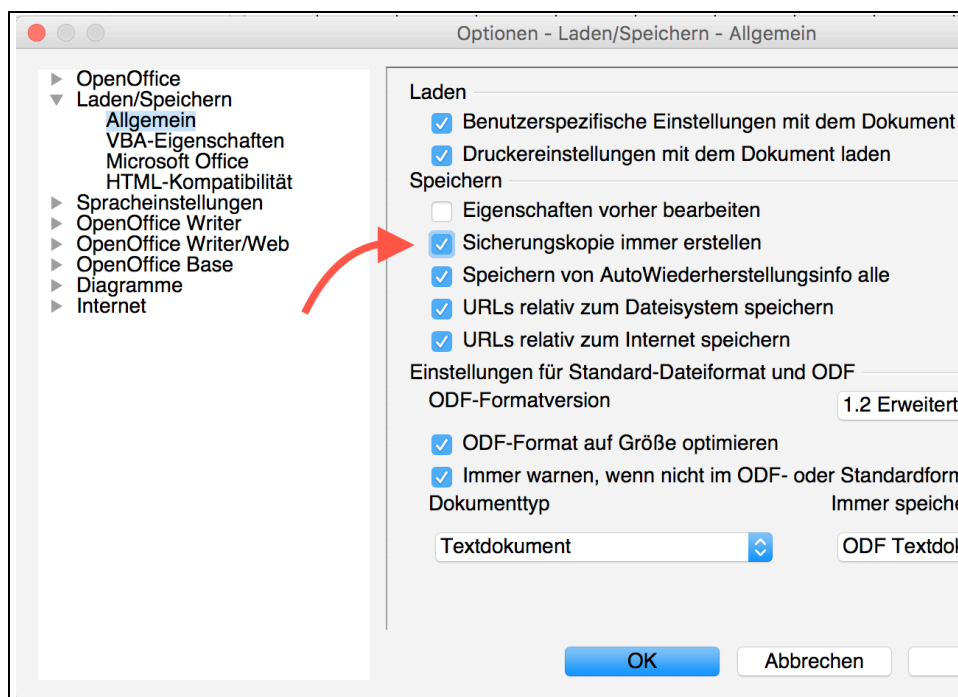 Optionen - Laden/Speichern - Allgemein
OpenOffice
Laden/Speichern
Allgemein
VBA-Eigenschaften
Microsoft Office
HTML-Kompatibilität
Spracheinstellungen
OpenOffice Writer
OpenOffice Writer/Web
OpenOffice Base
Diagramme
Internet
Laden
Benutzerspezifische Einstellungen mit dem Dokument
Druckereinstellungen mit dem Dokument laden
Speichern
Eigenschaften vorher bearbeiten
Sicherungskopie immer erstellen
Speichern von AutoWiederherstellungsinfo alle
URLs relativ zum Dateisystem speichern
URLs relativ zum Internet speichern
Einstellungen für Standard-Dateiformat und ODF
ODF-Formatversion 1.2 Erweitert
ODF-Format auf Größe optimieren
Immer warnen, wenn nicht im ODF- oder Standardform
Dokumenttyp Immer speiche
Textdokument ODF Textdok
OK Abbrechen